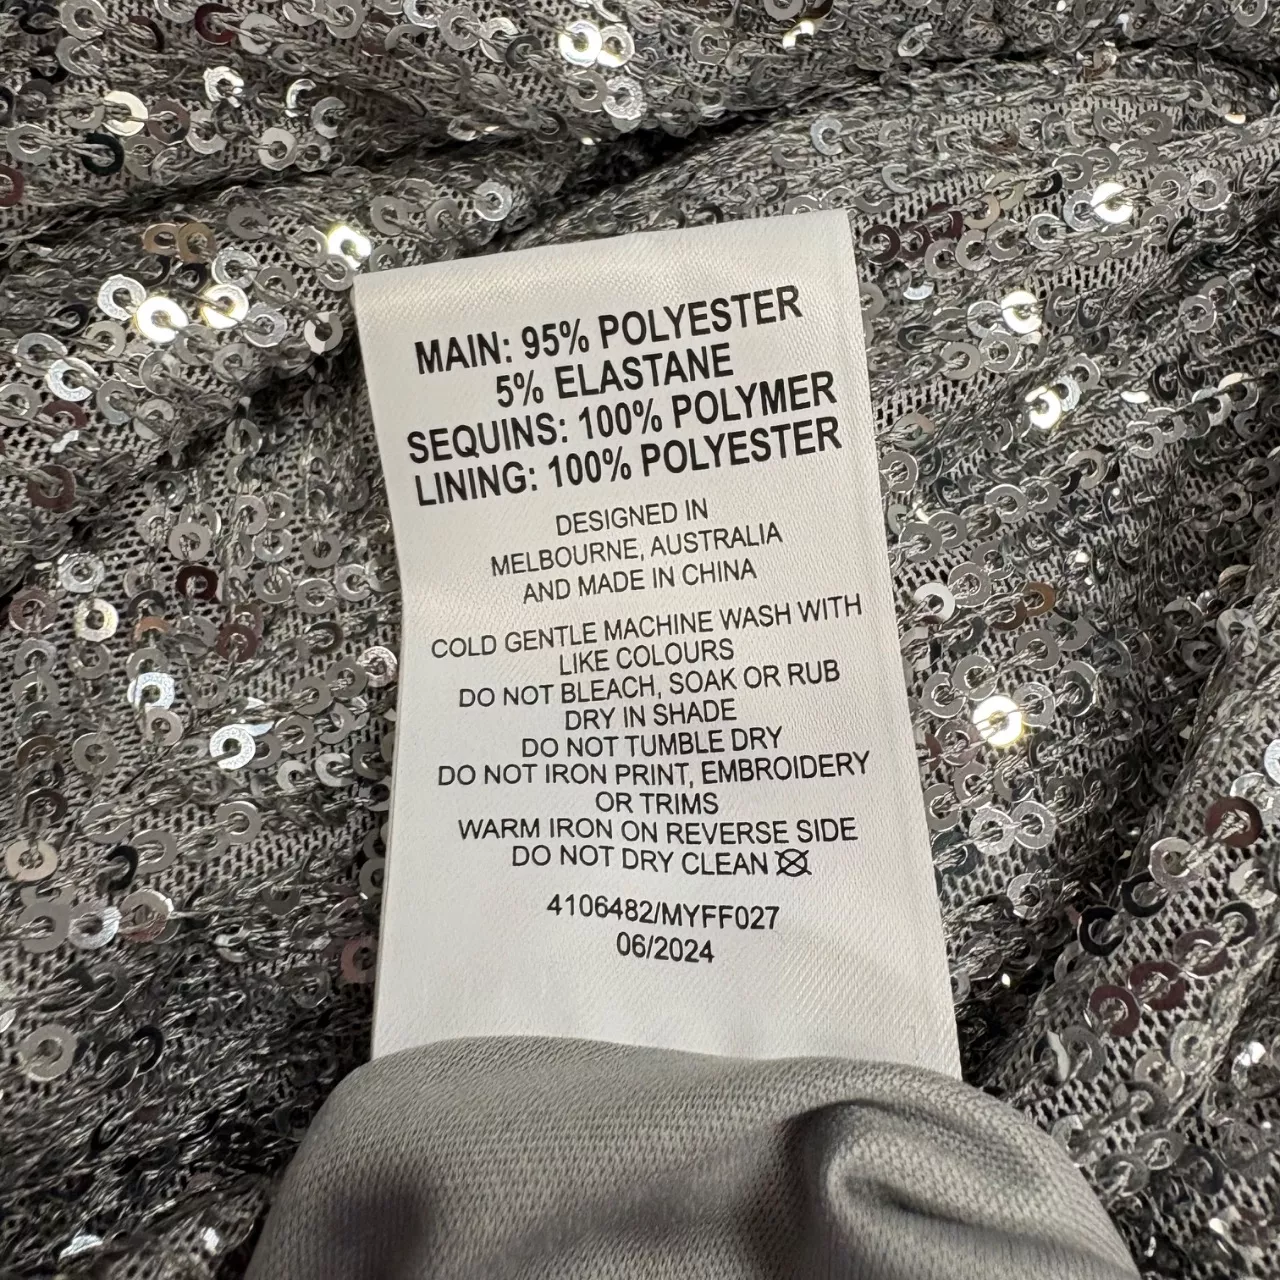 MAIN: 95% POLYESTER
5% ELASTANE
SEQUINS: 100% POLYMER
LINING: 100% POLYESTER
DESIGNED IN
MELBOURNE, AUSTRALIA
AND MADE IN CHINA
COLD GENTLE MACHINE WASH WITH
LIKE COLOURS
DO NOT BLEACH, SOAK OR RUB
DRY IN SHADE
DO NOT TUMBLE DRY
DO NOT IRON PRINT, EMBROIDERY
OR TRIMS
WARM IRON ON REVERSE SIDE
DO NOT DRY CLEAN
4106482/MYFF027
06/2024